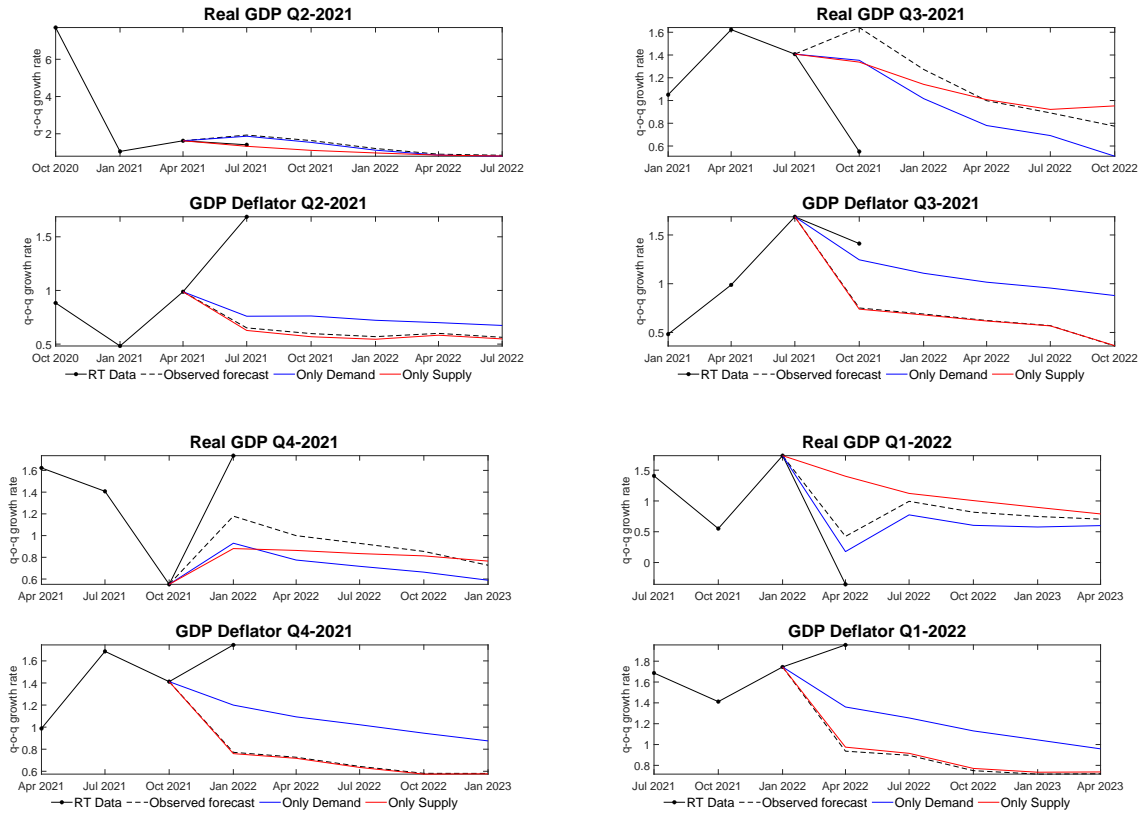 Real GDP Q2-2021
q-o-q growth rate
6
4
2
Oct 2020 Jan 2021 Apr 2021 Jul 2021 Oct 2021 Jan 2022 Apr 2022 Jul 2022
GDP Deflator Q2-2021
q-o-q growth rate
1.5
1
0.5
Oct 2020 Jan 2021 Apr 2021 Jul 2021 Oct 2021 Jan 2022 Apr 2022 Jul 2022
RT Data Observed forecast Only Demand Only Supply
Real GDP Q3-2021
q-o-q growth rate
1.6
1.4
1.2
1
0.8
0.6
Jan 2021 Apr 2021 Jul 2021 Oct 2021 Jan 2022 Apr 2022 Jul 2022 Oct 2022
GDP Deflator Q3-2021
q-o-q growth rate
1.5
1
0.5
Jan 2021 Apr 2021 Jul 2021 Oct 2021 Jan 2022 Apr 2022 Jul 2022 Oct 2022
RT Data Observed forecast Only Demand Only Supply
Real GDP Q4-2021
q-o-q growth rate
1.6
1.4
1.2
1.0
0.8
0.6
Apr 2021 Jul 2021 Oct 2021 Jan 2022 Apr 2022 Jul 2022 Oct 2022 Jan 2023
GDP Deflator Q4-2021
q-o-q growth rate
1.6
1.4
1.2
1
0.8
0.6
Apr 2021 Jul 2021 Oct 2021 Jan 2022 Apr 2022 Jul 2022 Oct 2022 Jan 2023
RT Data Observed forecast Only Demand Only Supply
Real GDP Q1-2022
q-o-q growth rate
1.5
1
0.5
0
Jul 2021 Oct 2021 Jan 2022 Apr 2022 Jul 2022 Oct 2022 Jan 2023 Apr 2023
GDP Deflator Q1-2022
q-o-q growth rate
1.8
1.6
1.4
1.2
1
0.8
Jul 2021 Oct 2021 Jan 2022 Apr 2022 Jul 2022 Oct 2022 Jan 2023 Apr 2023
RT Data Observed forecast Only Demand Only Supply